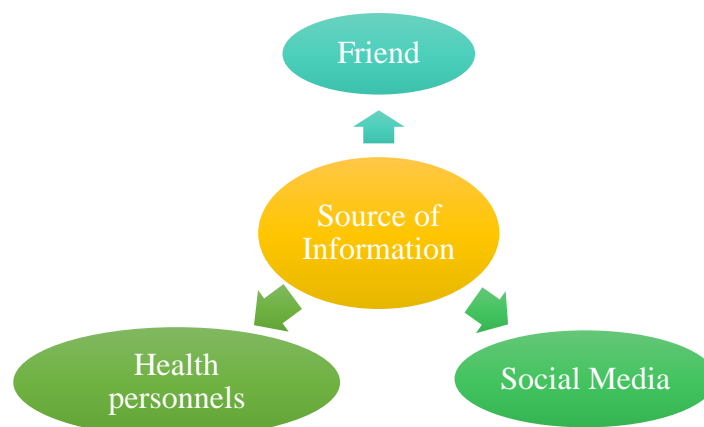 Friend
Source of
Information
Health
personnels
Social Media